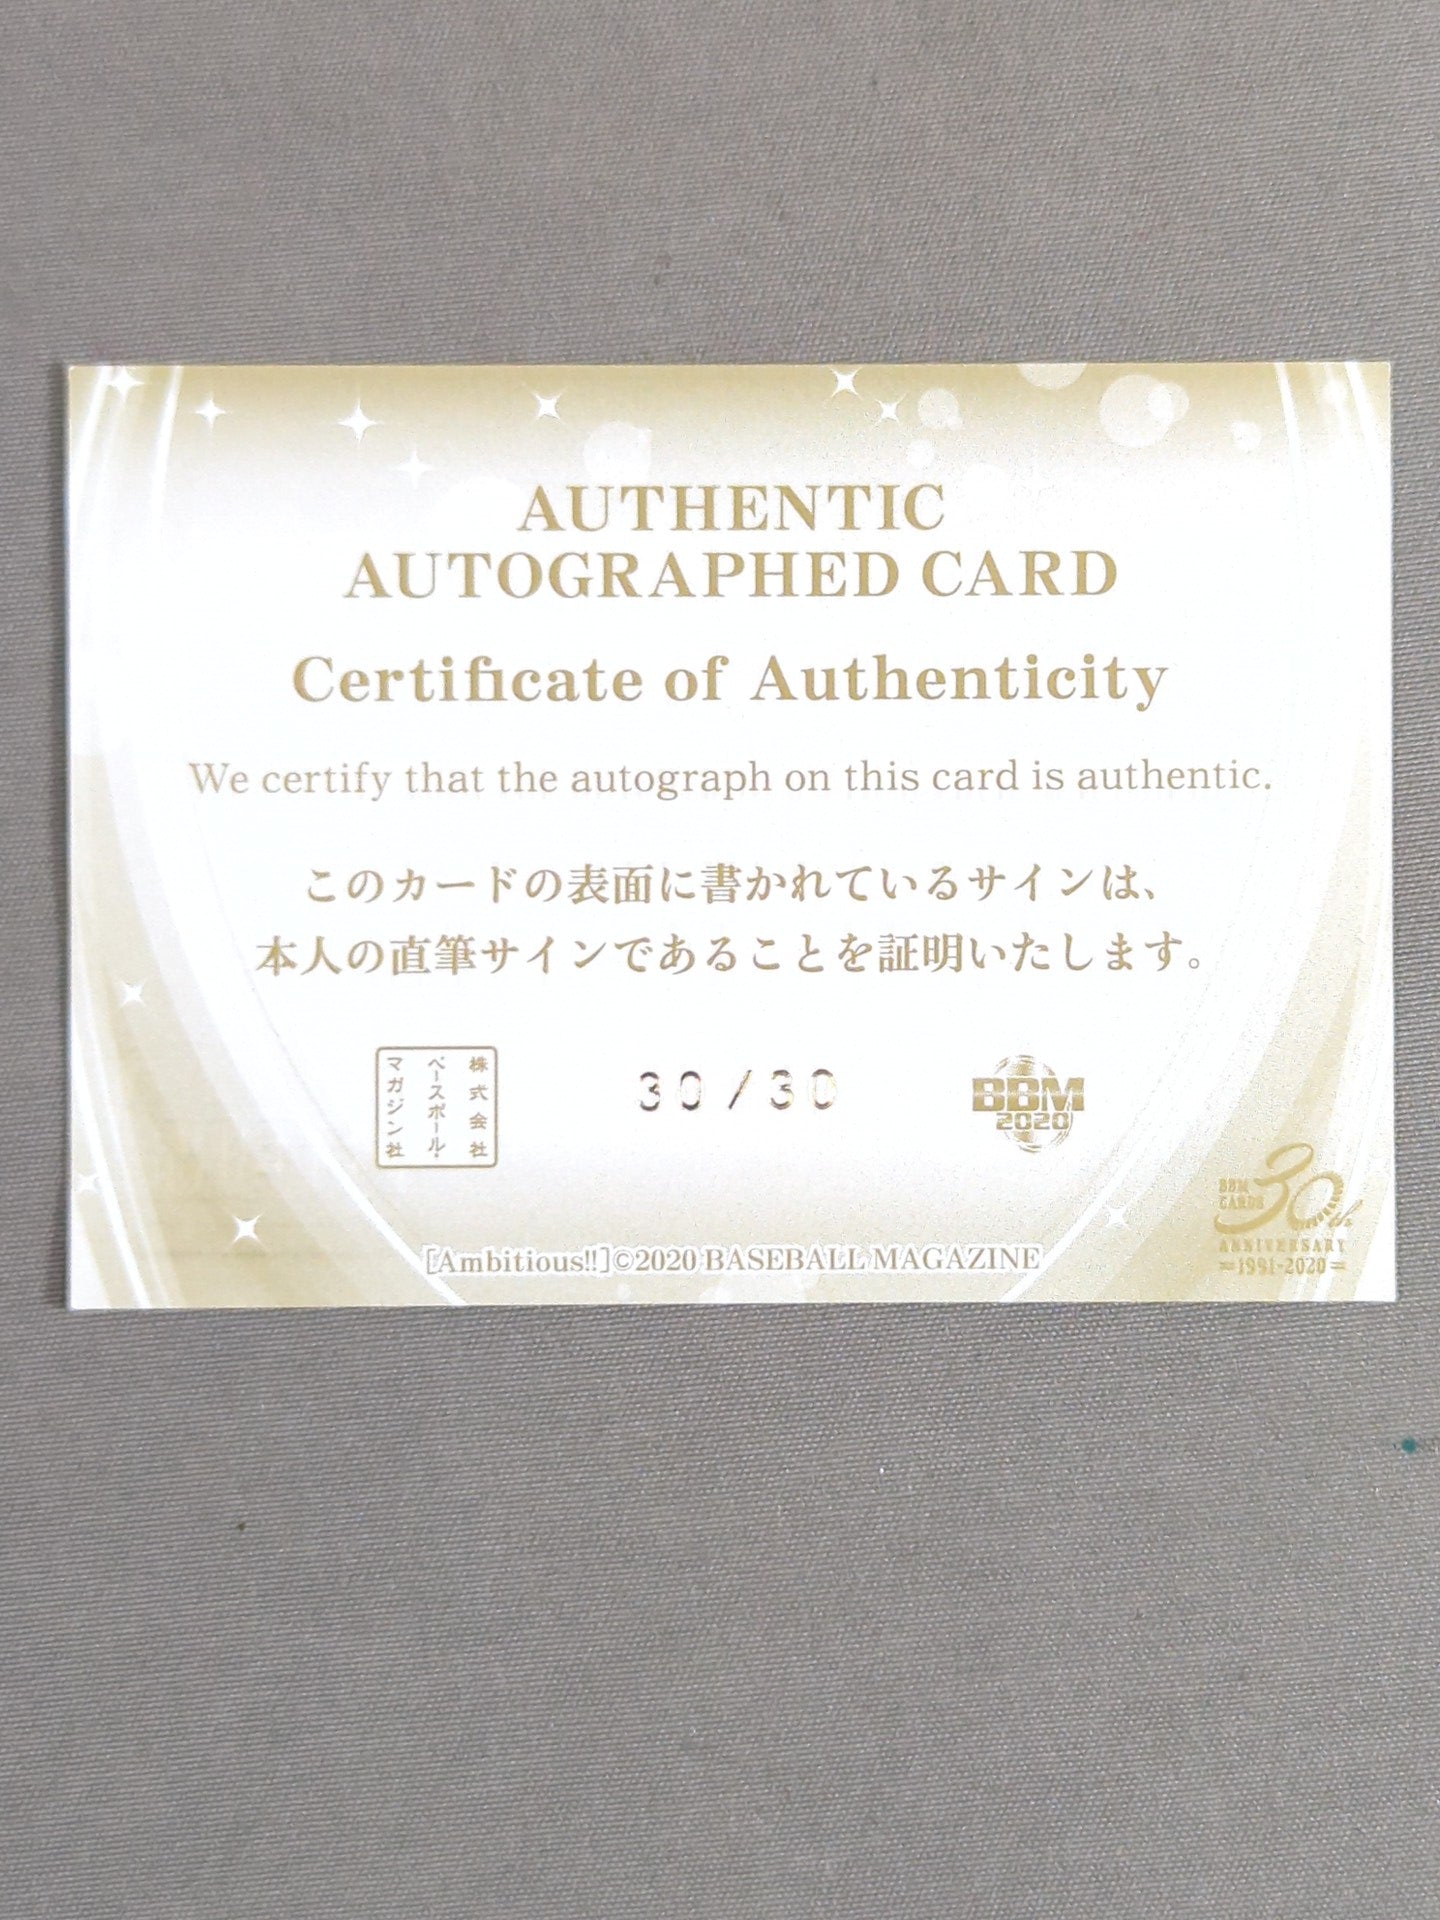 AUTHENTIC
AUTOGRAPHED CARD
Certificate of Authenticity
We certify that the autograph on this card is authentic.
このカードの表面に書かれているサインは、
本人の直筆サインであることを証明いたします。
株式会社
ベースボール・
マガジン社
30/30
BBM
2020
BBM
CARDS
30th
ANNIVERSARY
=1991-2020=
[Ambitious!!]©2020 BASEBALL MAGAZINE